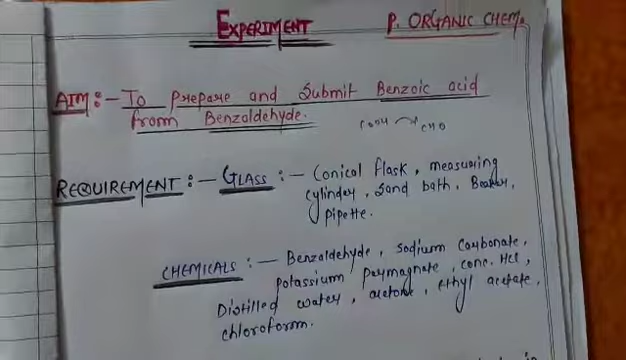 EXPERIMENT P. ORGANIC CHEM.
AIM:- To Prepare and Submit Benzoic acid
from Benzaldehyde.
COOH CHO
REQUIREMENT:- GLASS:- Conical flask, measuring
cylinder, Sand bath, Beaker,
pipette.
CHEMICALS:- Benzaldehyde, sodium carbonate,
potassium permagnate, conc. HCl,
Distilled water, acetone, ethyl acetate,
chloroform.